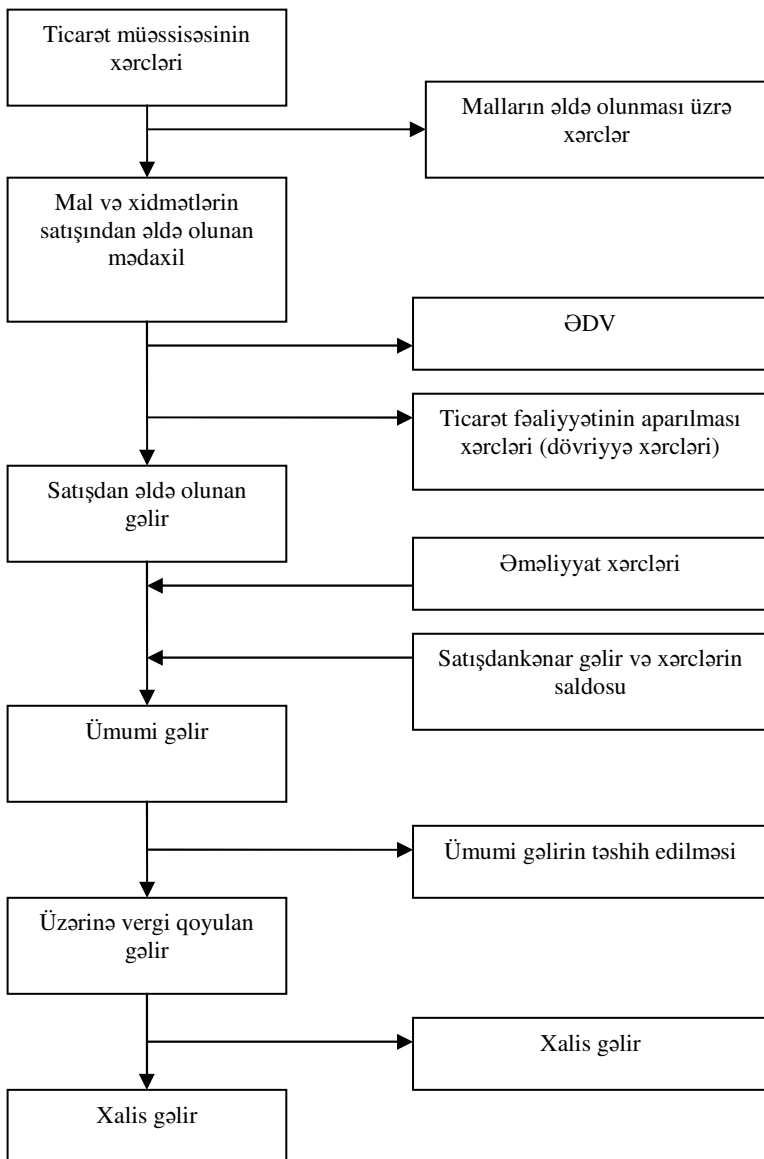 Ticarət müəssisəsinin
xərcləri
Malların əldə olunması üzrə
xərclər
Mal və xidmətlərin
satışından əldə olunan
mədaxil
ƏDV
Ticarət fəaliyyətinin aparılması
xərcləri (dövriyyə xərcləri)
Satışdan əldə olunan
gəlir
Əməliyyat xərcləri
Satışdankənar gəlir və xərclərin
saldosu
Ümumi gəlir
Ümumi gəlirin təshih edilməsi
Üzərinə vergi qoyulan
gəlir
Xalis gəlir
Xalis gəlir